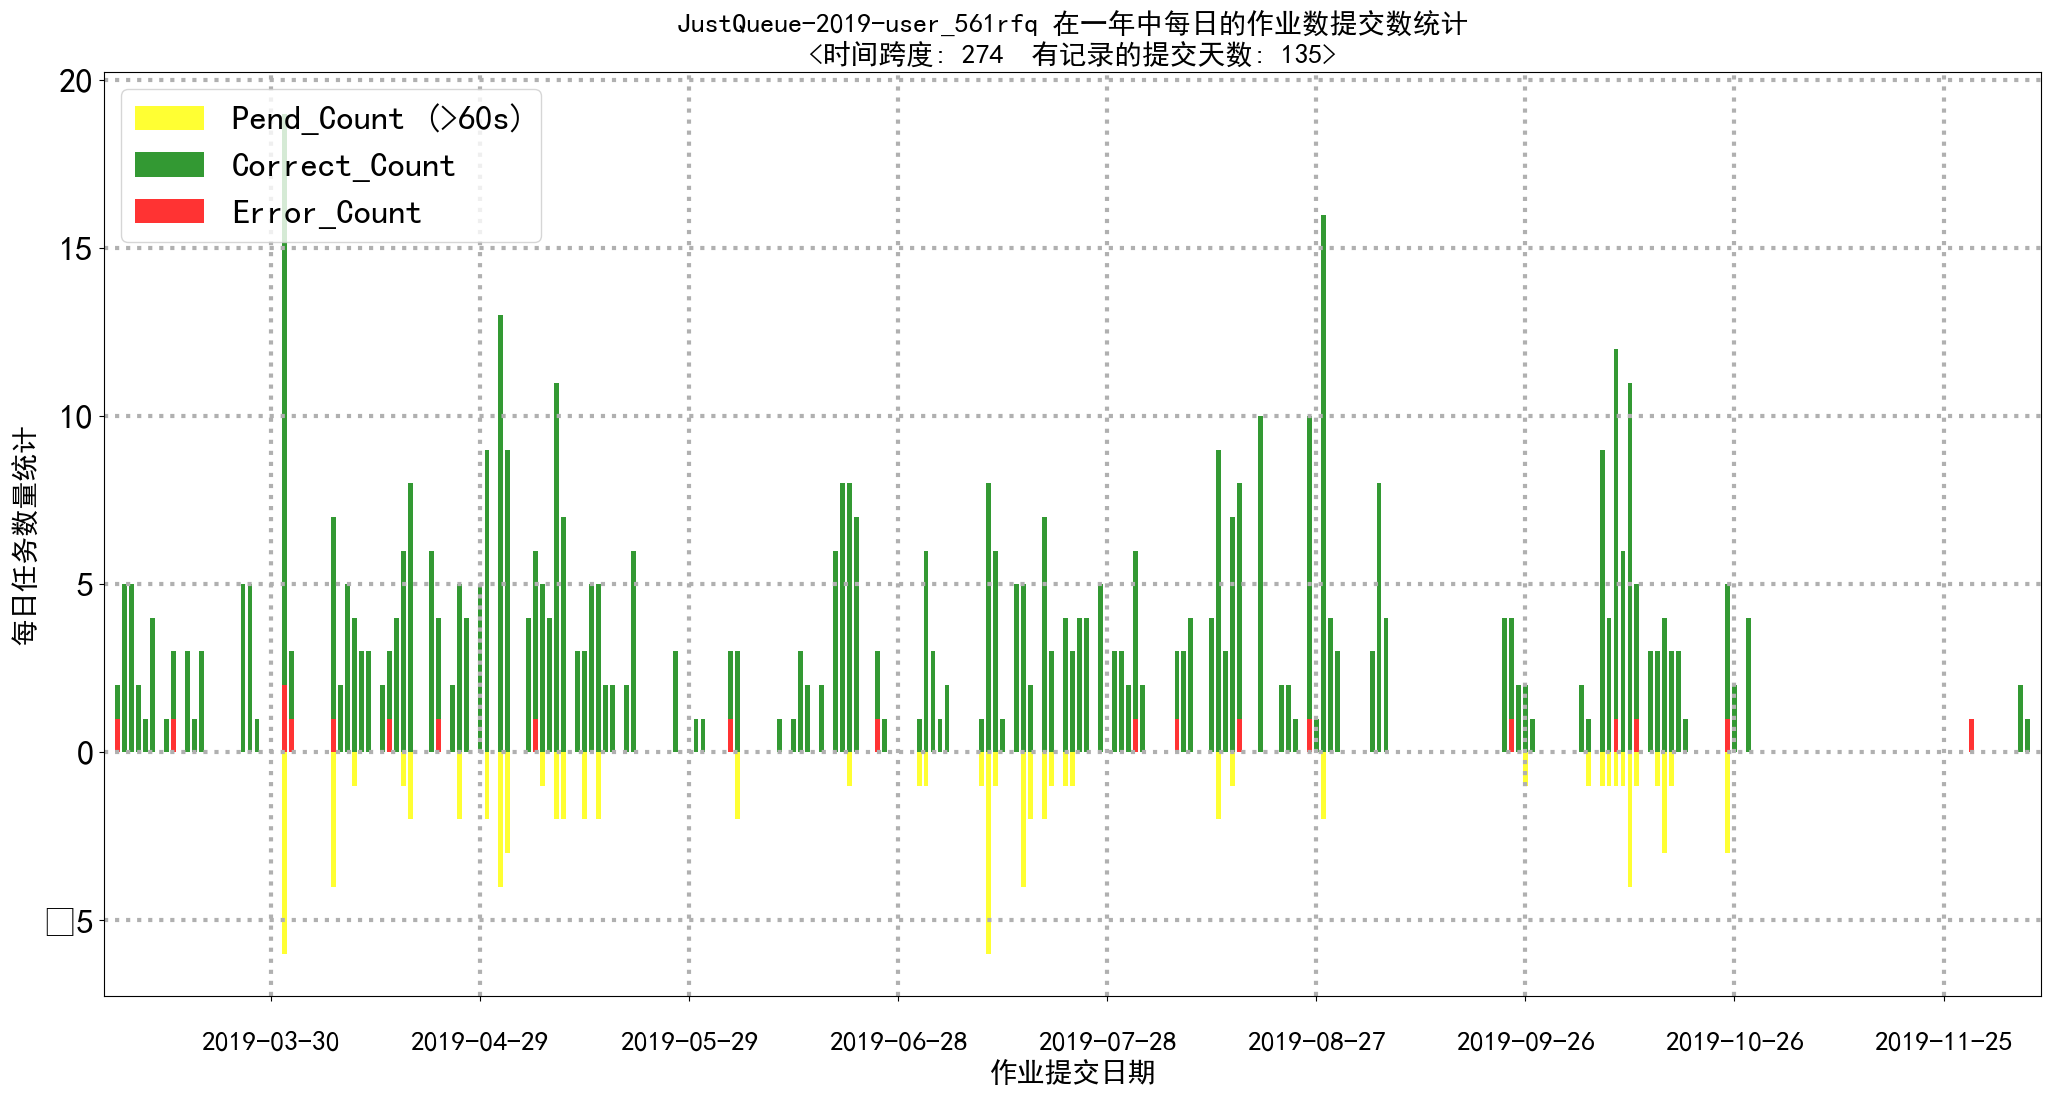 JustQueue-2019-user_561rfq 在一年中每日的作业数提交数统计
<时间跨度: 274  有记录的提交天数: 135>
Pend_Count (>60s)
Correct_Count
Error_Count
20
15
10
5
0
□5
每日任务数量统计
2019-03-30
2019-04-29
2019-05-29
2019-06-28
2019-07-28
2019-08-27
2019-09-26
2019-10-26
2019-11-25
作业提交日期